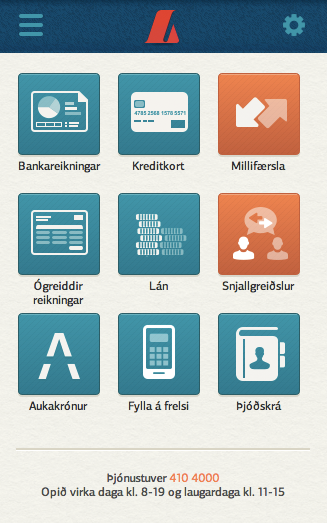 4785 2568 1578 5571
Bankareikningar
Kreditkort
Millifærsla
Ógreiddir
reikningar
Lán
Snjallgreiðslur
Aukakrónur
Fylla á frelsi
Þjóðskrá
Þjónustuver 410 4000
Opið virka daga kl. 8-19 og laugardaga kl. 11-15